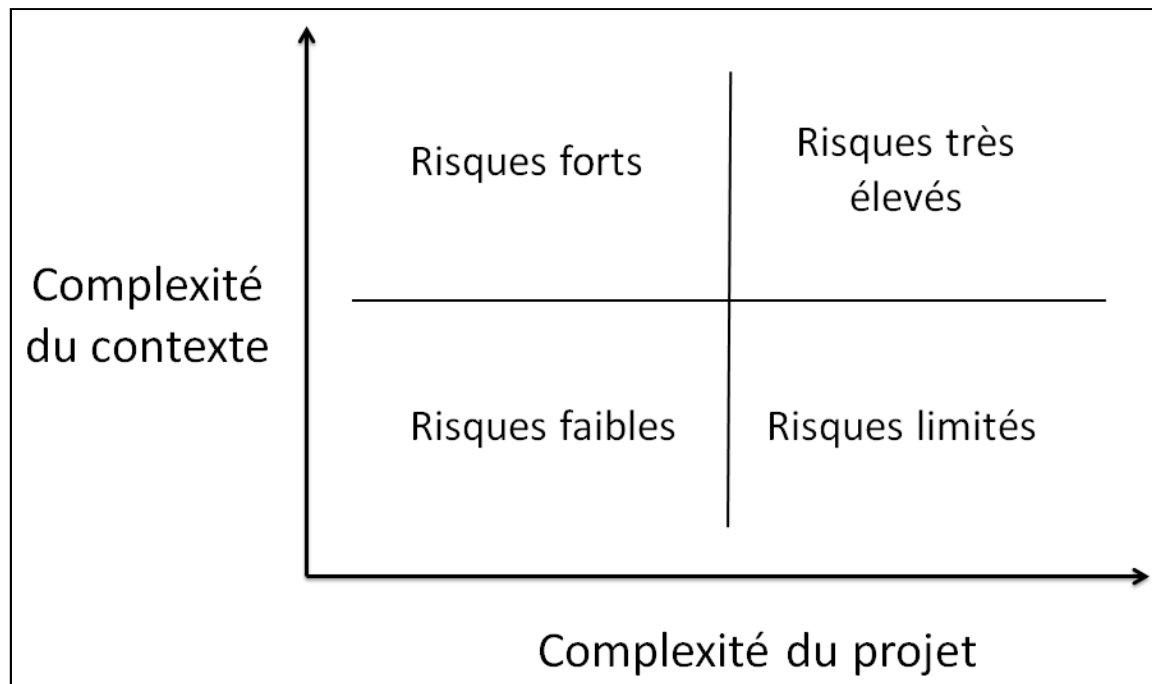 Risques forts
Risques très
élevés
Complexité
du contexte
Risques faibles
Risques limités
Complexité du projet